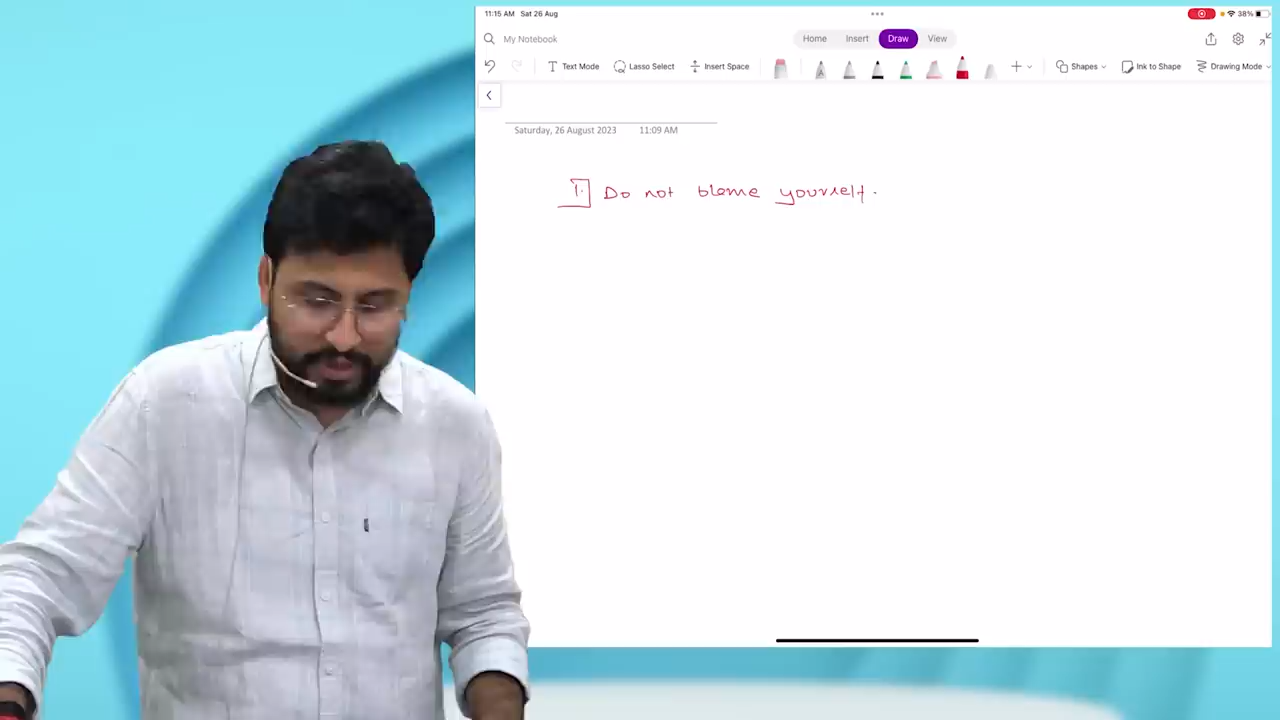 11:15 AM Sat 26 Aug
38%
My Notebook
Home Insert Draw View
Text Mode Lasso Select Insert Space Shapes Ink to Shape Drawing Mode
Saturday, 26 August 2023 11:09 AM
1. Do not bleme yourself.